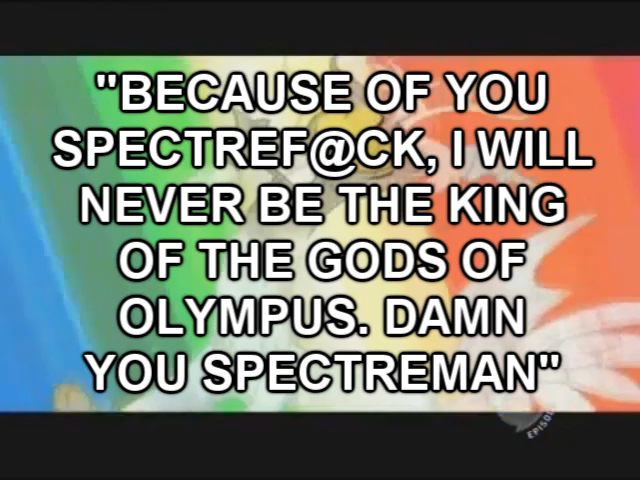 "BECAUSE OF YOU
SPECTREF@CK, I WILL
NEVER BE THE KING
OF THE GODS OF
OLYMPUS. DAMN
YOU SPECTREMAN"